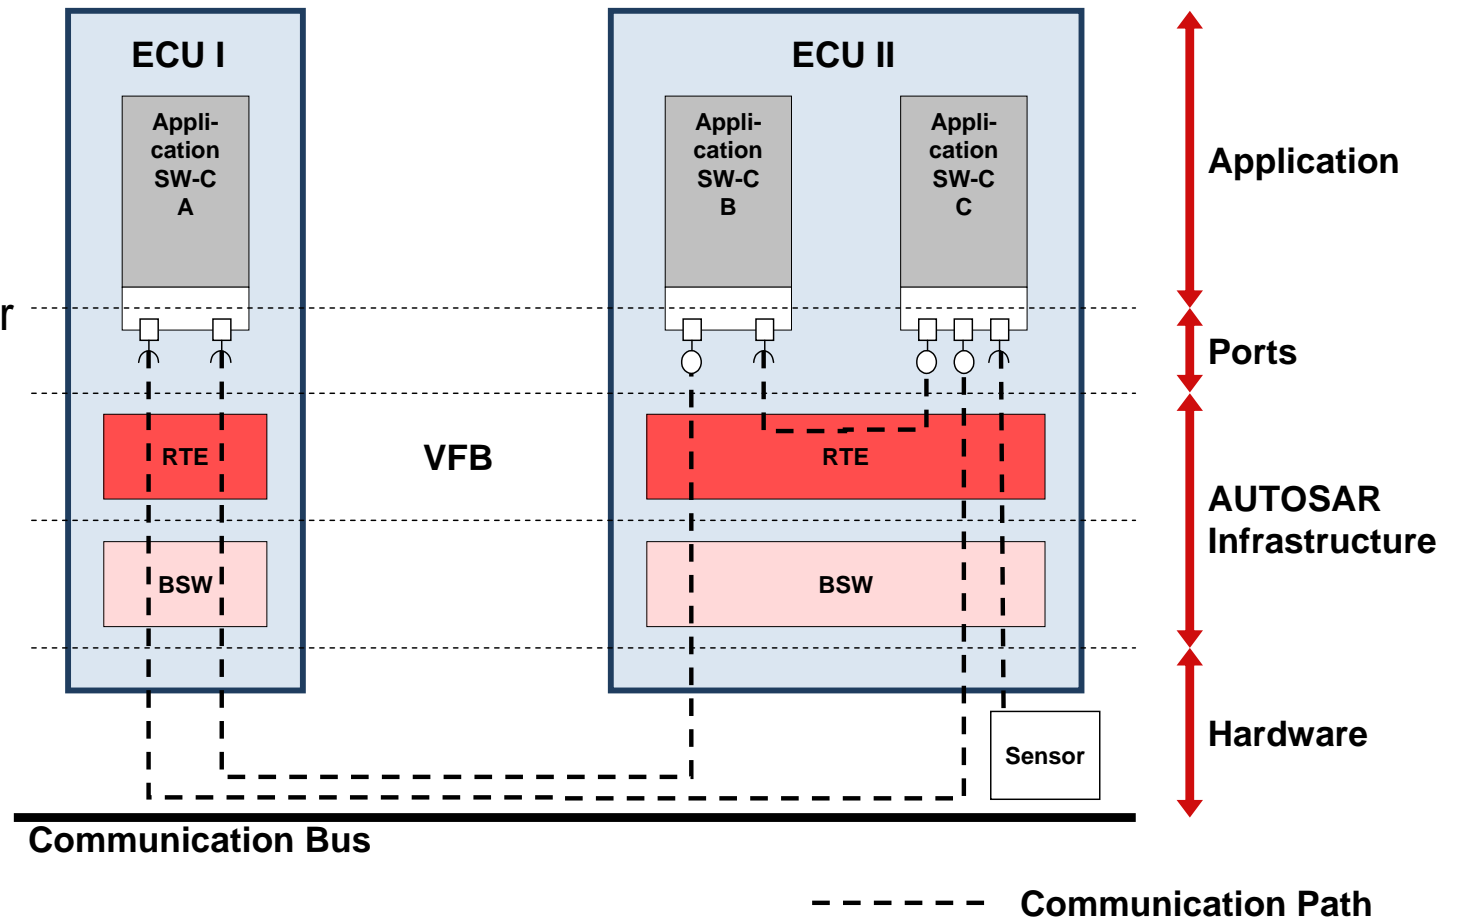 ECU I
ECU II
Appli-
cation
SW-C
A
Appli-
cation
SW-C
B
Appli-
cation
SW-C
C
Application
r
Ports
RTE
VFB
RTE
AUTOSAR
Infrastructure
BSW
BSW
Hardware
Sensor
Communication Bus
Communication Path